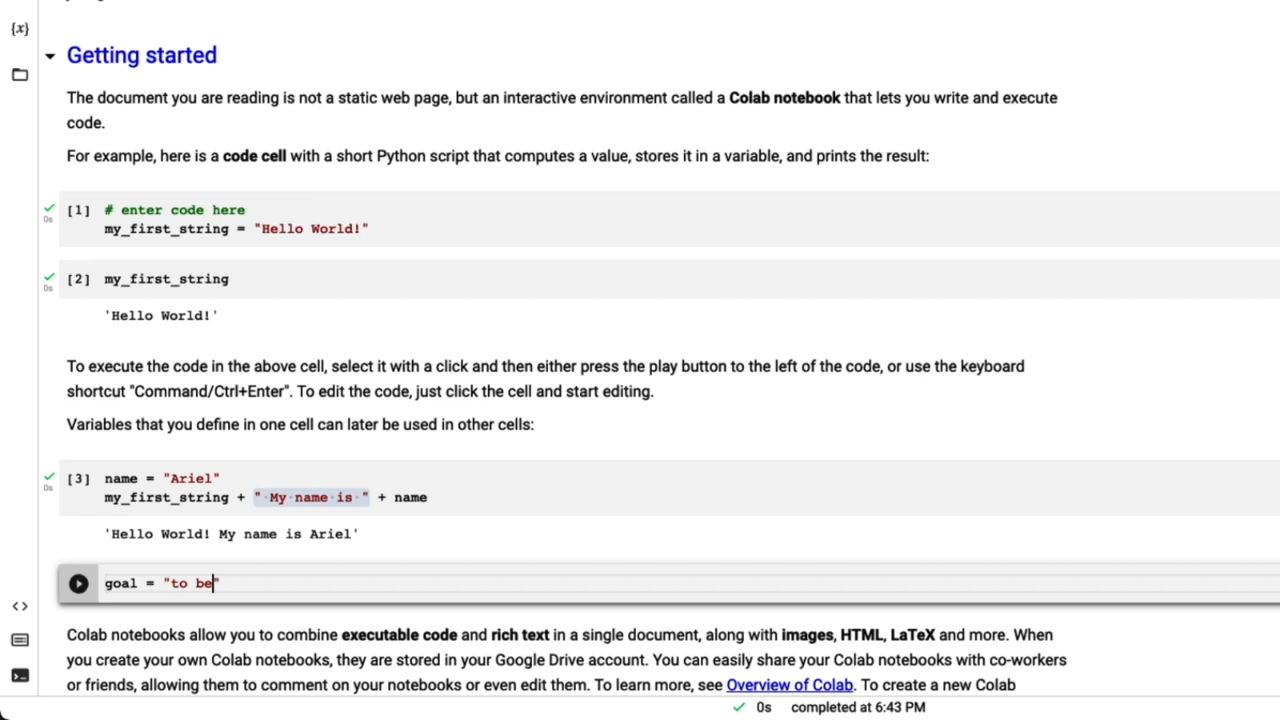 {x}
Getting started
The document you are reading is not a static web page, but an interactive environment called a Colab notebook that lets you write and execute
code.
For example, here is a code cell with a short Python script that computes a value, stores it in a variable, and prints the result:
0s
[1] # enter code here
my_first_string = "Hello World!"
0s
[2] my_first_string
'Hello World!'
To execute the code in the above cell, select it with a click and then either press the play button to the left of the code, or use the keyboard
shortcut "Command/Ctrl+Enter". To edit the code, just click the cell and start editing.
Variables that you define in one cell can later be used in other cells:
0s
[3] name = "Ariel"
my_first_string + " My name is " + name
'Hello World! My name is Ariel'
goal = "to be"
Colab notebooks allow you to combine executable code and rich text in a single document, along with images, HTML, LaTeX and more. When
you create your own Colab notebooks, they are stored in your Google Drive account. You can easily share your Colab notebooks with co-workers
or friends, allowing them to comment on your notebooks or even edit them. To learn more, see Overview of Colab. To create a new Colab
0s completed at 6:43 PM